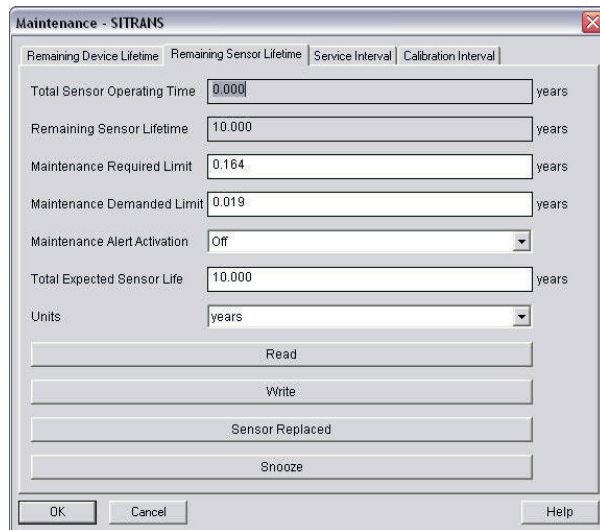 Maintenance - SITRANS
Remaining Device Lifetime Remaining Sensor Lifetime Service Interval Calibration Interval
Total Sensor Operating Time 0.000 years
Remaining Sensor Lifetime 10.000 years
Maintenance Required Limit 0.164 years
Maintenance Demanded Limit 0.019 years
Maintenance Alert Activation Off
Total Expected Sensor Life 10.000 years
Units years
Read
Write
Sensor Replaced
Snooze
OK Cancel Help